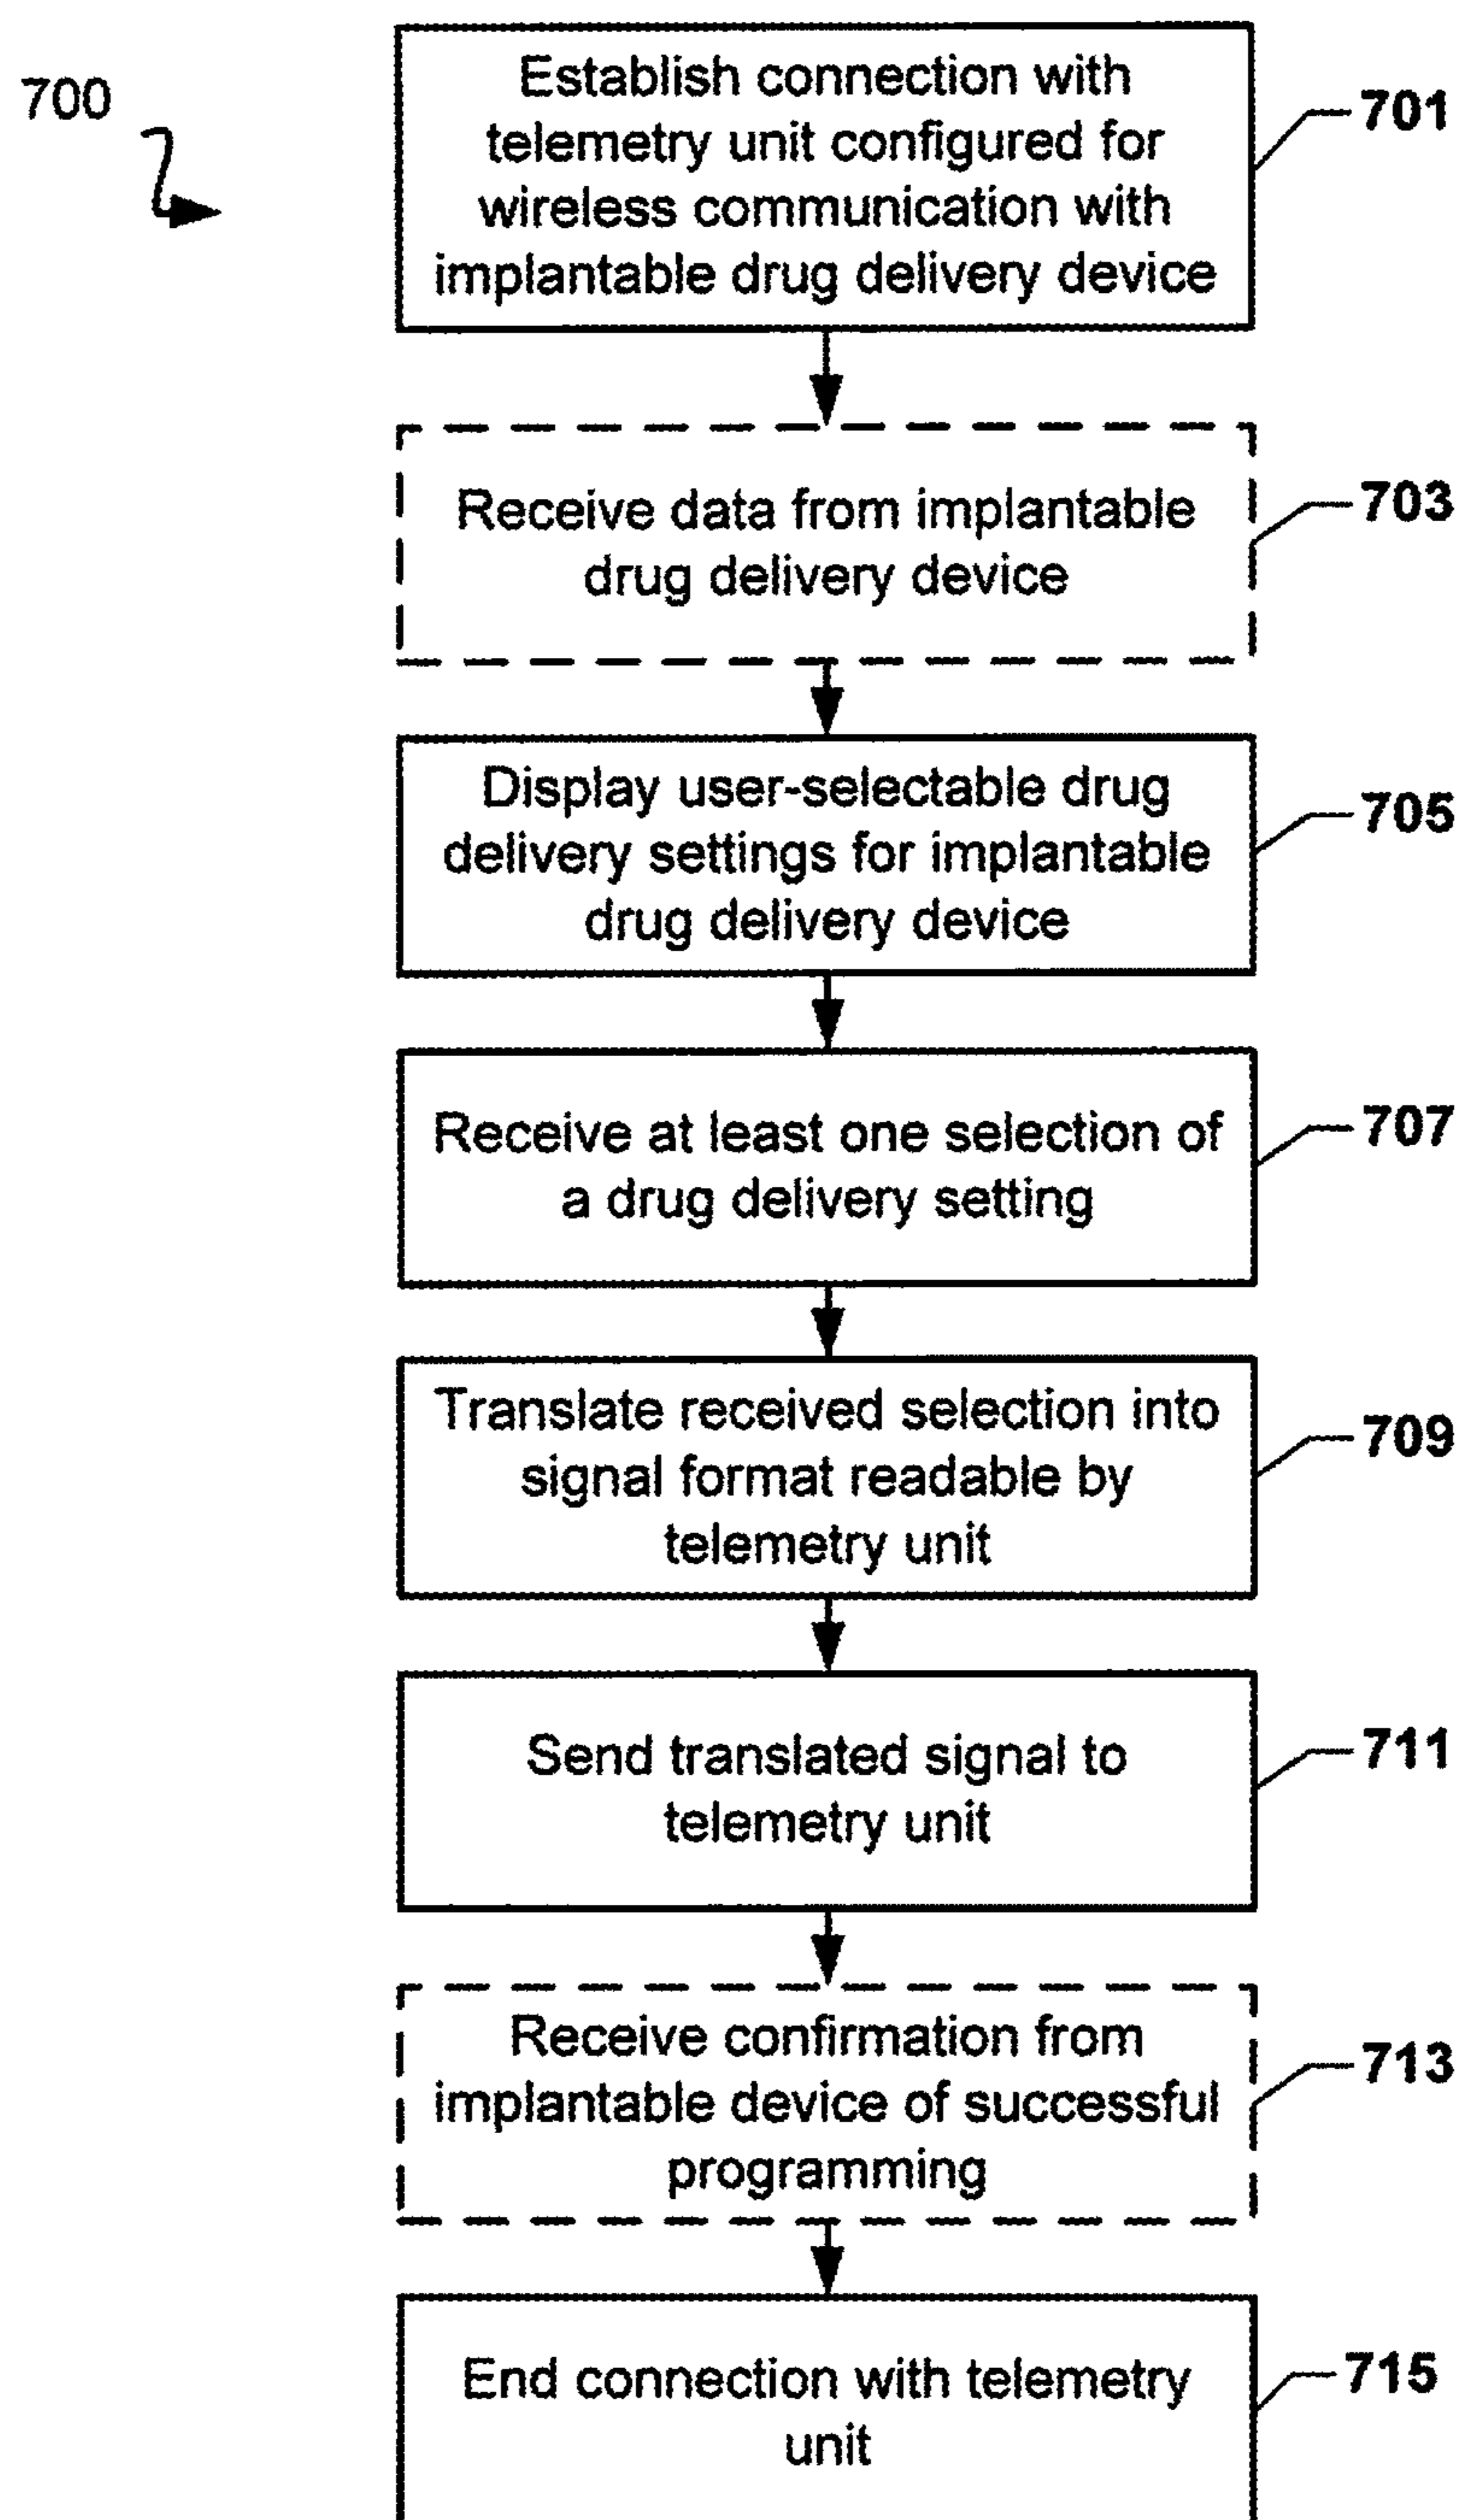 700
Establish connection with
telemetry unit configured for
wireless communication with
implantable drug delivery device
701
Receive data from implantable
drug delivery device
703
Display user-selectable drug
delivery settings for implantable
drug delivery device
705
Receive at least one selection of
a drug delivery setting
707
Translate received selection into
signal format readable by
telemetry unit
709
Send translated signal to
telemetry unit
711
Receive confirmation from
implantable device of successful
programming
713
End connection with telemetry
unit
715